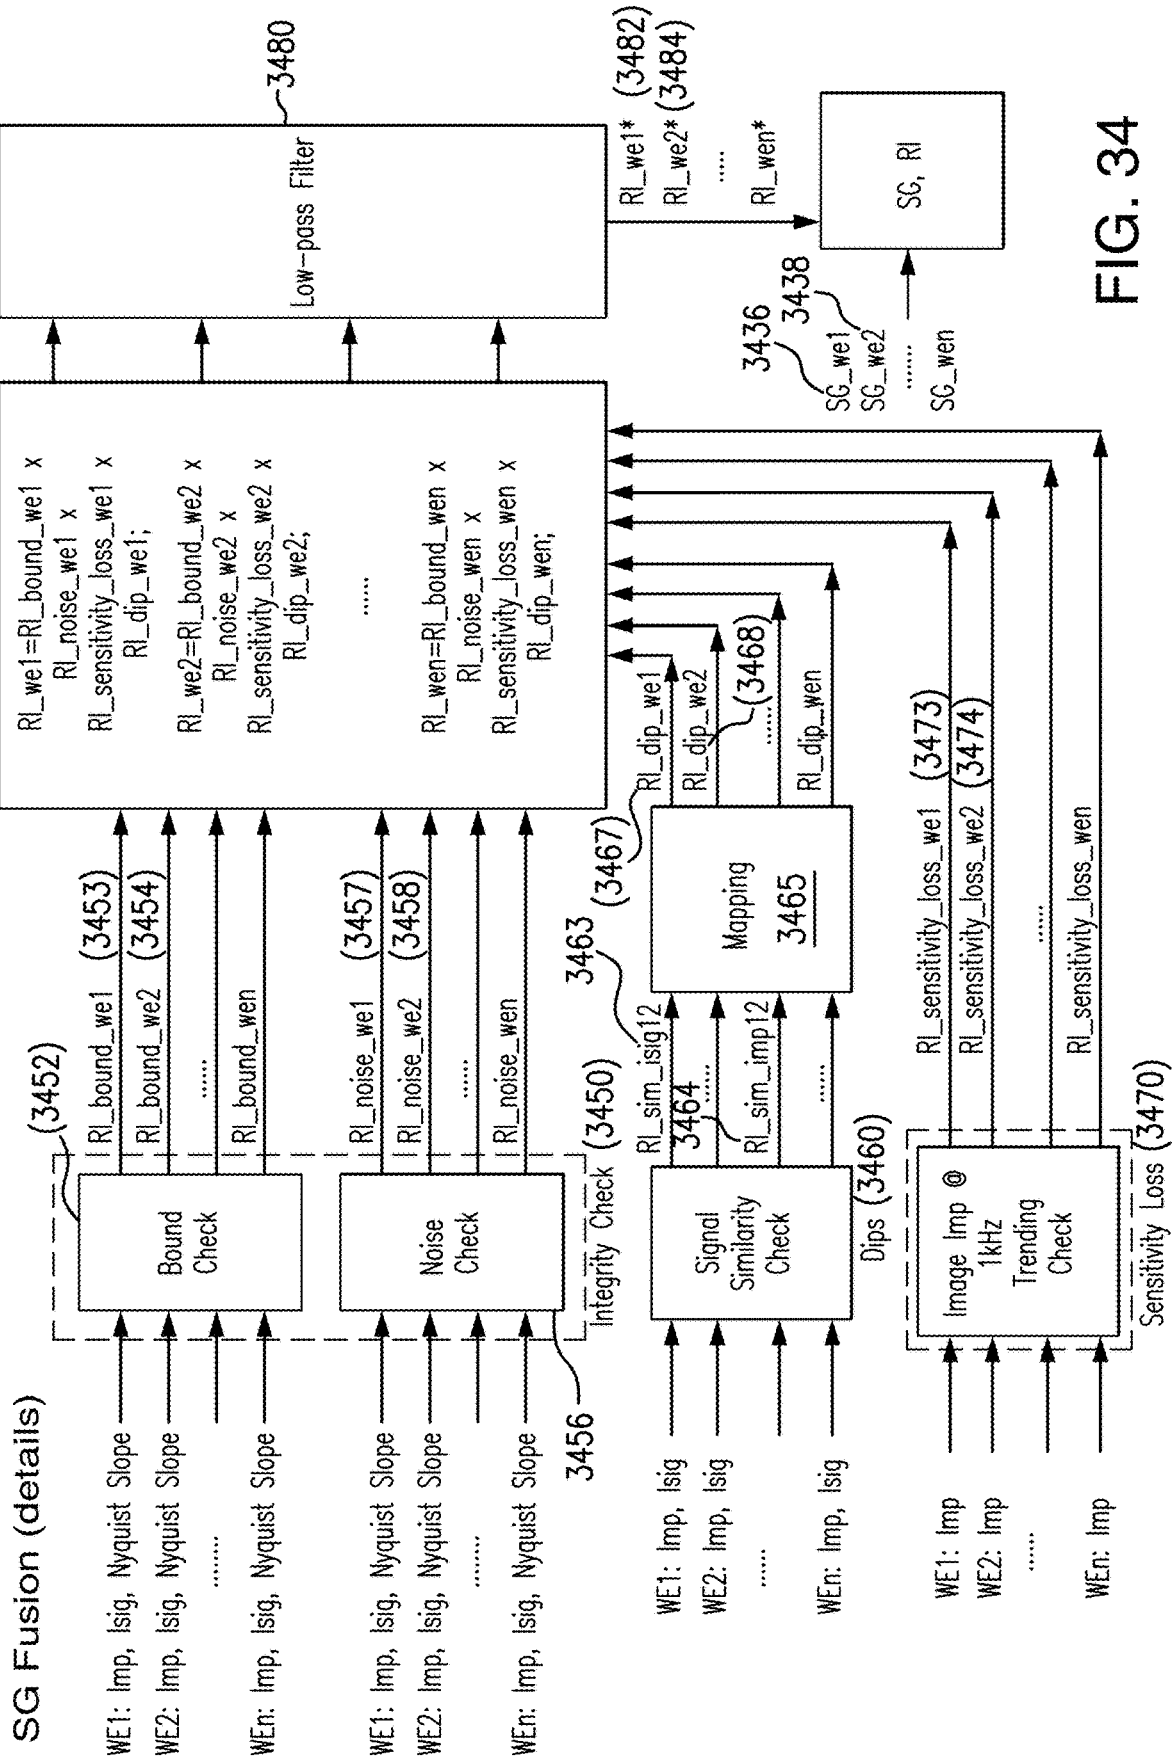 SG Fusion (details)
WE1: Imp, Isig, Nyquist Slope
WE2: Imp, Isig, Nyquist Slope
........
WEn: Imp, Isig, Nyquist Slope
WE1: Imp, Isig, Nyquist Slope
WE2: Imp, Isig, Nyquist Slope
........
WEn: Imp, Isig, Nyquist Slope
WE1: Imp, Isig
WE2: Imp, Isig
......
WEn: Imp, Isig
WE1: Imp
WE2: Imp
......
WEn: Imp
(3452)
Bound
Check
Noise
Check
3456
Integrity Check (3450)
Signal
Similarity
Check
Dips (3460)
Image Imp @
1kHz
Trending
Check
Sensitivity Loss (3470)
RI_bound_we1 (3453)
RI_bound_we2 (3454)
......
RI_bound_wen
RI_noise_we1 (3457)
RI_noise_we2 (3458)
......
RI_noise_wen
RI_sim_isig12
3463
......
3464
RI_sim_imp12
......
Mapping
3465
(3467)
RI_dip_we1
RI_dip_we2
(3468)
......
RI_dip_wen
RI_sensitivity_loss_we1 (3473)
RI_sensitivity_loss_we2 (3474)
......
RI_sensitivity_loss_wen
RI_we1=RI_bound_we1 x
RI_noise_we1 x
RI_sensitivity_loss_we1 x
RI_dip_we1;
RI_we2=RI_bound_we2 x
RI_noise_we2 x
RI_sensitivity_loss_we2 x
RI_dip_we2;
......
RI_wen=RI_bound_wen x
RI_noise_wen x
RI_sensitivity_loss_wen x
RI_dip_wen;
Low-pass Filter
3480
RI_we1* (3482)
RI_we2* (3484)
.....
RI_wen*
3436
3438
SG_we1
SG_we2
.......
SG_wen
SG, RI
FIG. 34